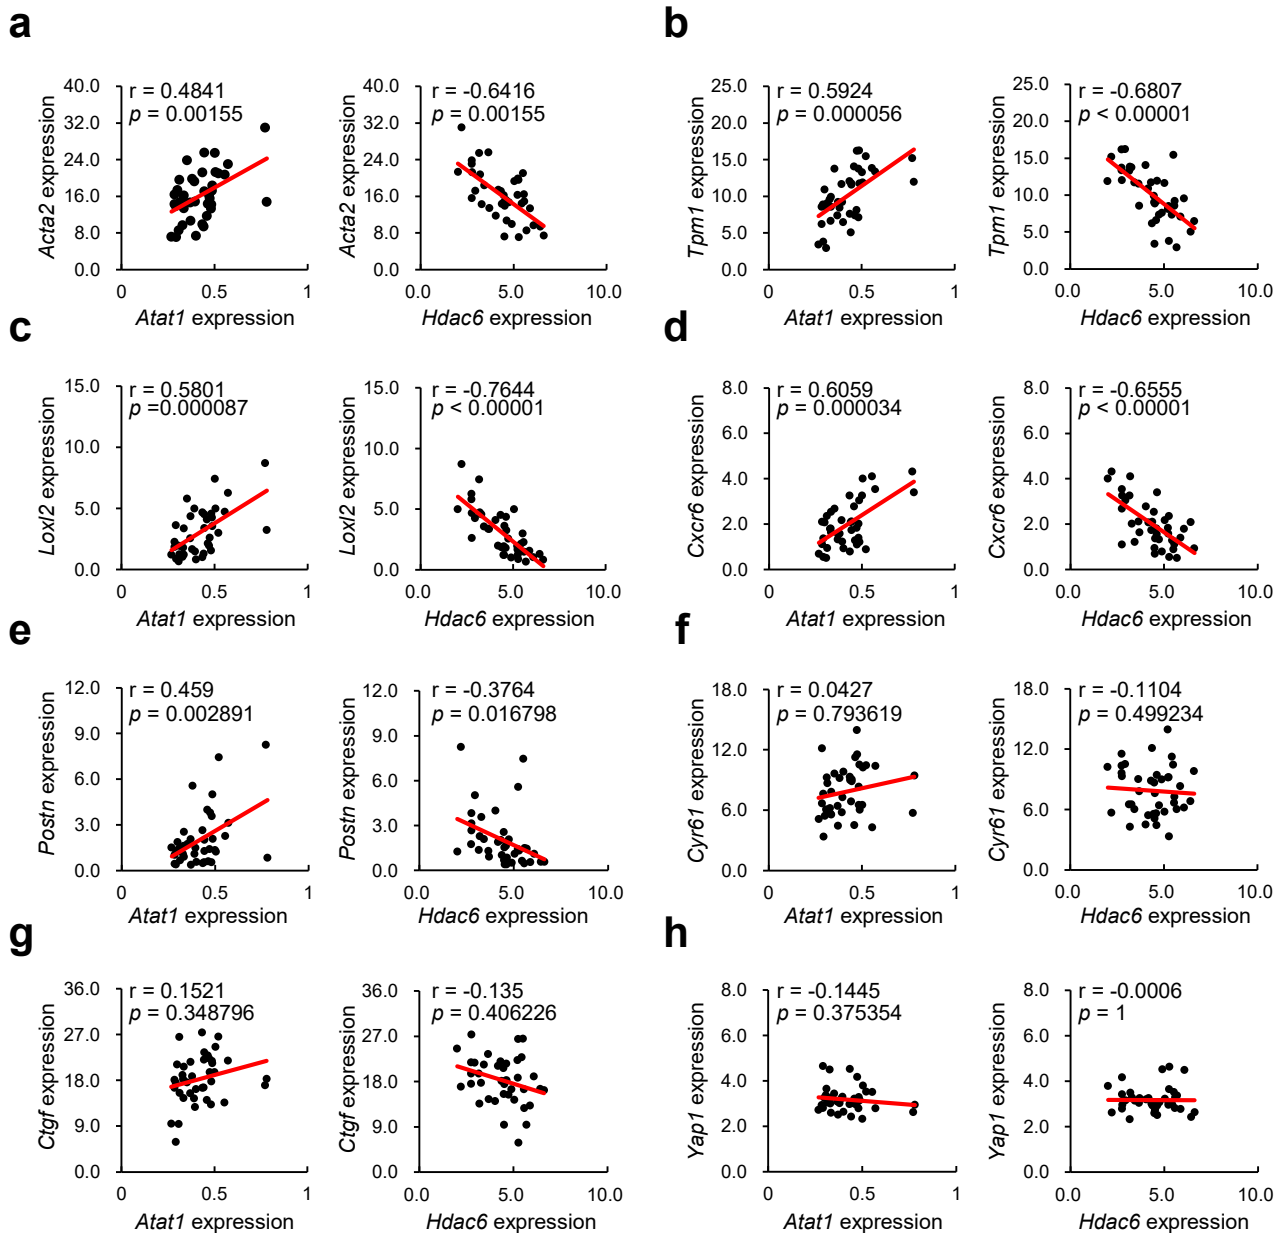 a
r = 0.4841
p = 0.00155
Acta2 expression
40.0
32.0
24.0
16.0
8.0
0.0
0
0.5
1
Atat1 expression
r = -0.6416
p = 0.00155
Acta2 expression
40.0
32.0
24.0
16.0
8.0
0.0
0.0
5.0
10.0
Hdac6 expression
b
r = 0.5924
p = 0.000056
Tpm1 expression
25.0
20.0
15.0
10.0
5.0
0.0
0
0.5
1
Atat1 expression
r = -0.6807
p < 0.00001
Tpm1 expression
25.0
20.0
15.0
10.0
5.0
0.0
0.0
5.0
10.0
Hdac6 expression
c
r = 0.5801
p =0.000087
Loxl2 expression
15.0
10.0
5.0
0.0
0
0.5
1
Atat1 expression
r = -0.7644
p < 0.00001
Loxl2 expression
15.0
10.0
5.0
0.0
0.0
5.0
10.0
Hdac6 expression
d
r = 0.6059
p = 0.000034
Cxcr6 expression
8.0
6.0
4.0
2.0
0.0
0
0.5
1
Atat1 expression
r = -0.6555
p < 0.00001
Cxcr6 expression
8.0
6.0
4.0
2.0
0.0
0.0
5.0
10.0
Hdac6 expression
e
r = 0.459
p = 0.002891
Postn expression
12.0
9.0
6.0
3.0
0.0
0
0.5
1
Atat1 expression
r = -0.3764
p = 0.016798
Postn expression
12.0
9.0
6.0
3.0
0.0
0.0
5.0
10.0
Hdac6 expression
f
r = 0.0427
p = 0.793619
Cyr61 expression
18.0
12.0
6.0
0.0
0
0.5
1
Atat1 expression
r = -0.1104
p = 0.499234
Cyr61 expression
18.0
12.0
6.0
0.0
0.0
5.0
10.0
Hdac6 expression
g
r = 0.1521
p = 0.348796
Ctgf expression
36.0
27.0
18.0
9.0
0.0
0
0.5
1
Atat1 expression
r = -0.135
p = 0.406226
Ctgf expression
36.0
27.0
18.0
9.0
0.0
0.0
5.0
10.0
Hdac6 expression
h
r = -0.1445
p = 0.375354
Yap1 expression
8.0
6.0
4.0
2.0
0.0
0
0.5
1
Atat1 expression
r = -0.0006
p = 1
Yap1 expression
8.0
6.0
4.0
2.0
0.0
0.0
5.0
10.0
Hdac6 expression